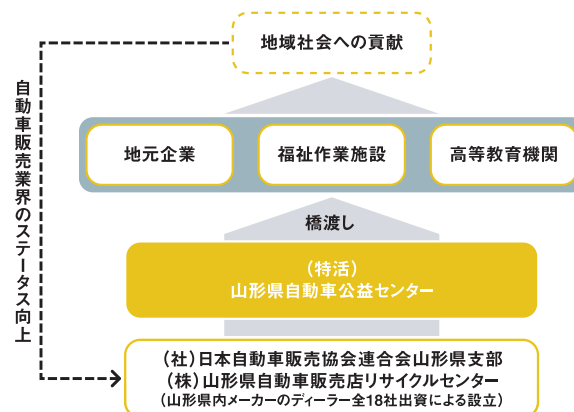 地域社会への貢献
自動車販売業界のステータス向上
地元企業
福祉作業施設
高等教育機関
橋渡し
(特活)
山形県自動車公益センター
(社)日本自動車販売協会連合会山形県支部
(株)山形県自動車販売店リサイクルセンター
(山形県内メーカーのディーラー全18社出資による設立)